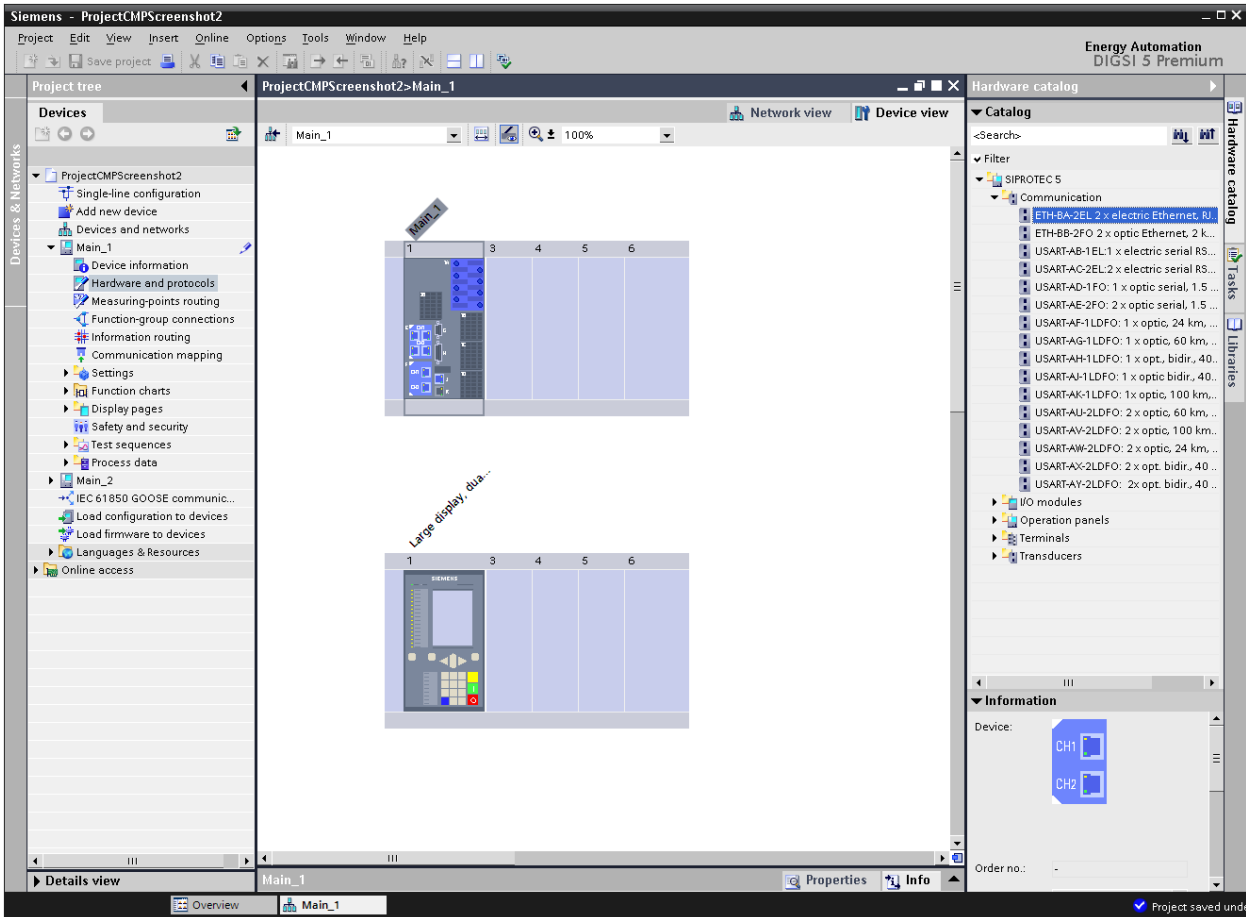 Siemens - ProjectCMPScreenshot2
Project Edit View Insert Online Options Tools Window Help
Save project
Energy Automation
DIGSI 5 Premium
Project tree
Devices
Devices & Networks
ProjectCMPScreenshot2
Single-line configuration
Add new device
Devices and networks
Main_1
Device information
Hardware and protocols
Measuring-points routing
Function-group connections
Information routing
Communication mapping
Settings
Function charts
Display pages
Safety and security
Test sequences
Process data
Main_2
IEC 61850 GOOSE communic...
Load configuration to devices
Load firmware to devices
Languages & Resources
Online access
Details view
ProjectCMPScreenshot2>Main_1
Network view Device view
Main_1 100%
Main_1
1 3 4 5 6
Large display, dua...
1 3 4 5 6
SIEMENS
Main_1
Properties Info
Hardware catalog
Catalog
<Search>
Filter
SIPROTEC 5
Communication
ETH-BA-2EL 2 x electric Ethernet, RJ..
ETH-BB-2FO 2 x optic Ethernet, 2 k...
USART-AB-1EL:1 x electric serial RS...
USART-AC-2EL:2 x electric serial RS...
USART-AD-1FO: 1 x optic serial, 1.5 ...
USART-AE-2FO: 2 x optic serial, 1.5 ...
USART-AF-1LDFO: 1 x optic, 24 km, ...
USART-AG-1LDFO: 1 x optic, 60 km, ...
USART-AH-1LDFO: 1 x opt., bidir., 40..
USART-AJ-1LDFO: 1 x optic bidir., 40..
USART-AK-1LDFO: 1x optic, 100 km,...
USART-AU-2LDFO: 2 x optic, 60 km, ..
USART-AV-2LDFO: 2 x optic, 100 km..
USART-AW-2LDFO: 2 x optic, 24 km, ..
USART-AX-2LDFO: 2 x opt. bidir., 40 ..
USART-AY-2LDFO: 2x opt. bidir., 40 ..
I/O modules
Operation panels
Terminals
Transducers
Information
Device:
CH1
CH2
Order no.: -
Hardware catalog
Tasks
Libraries
Overview Main_1
Project saved unde